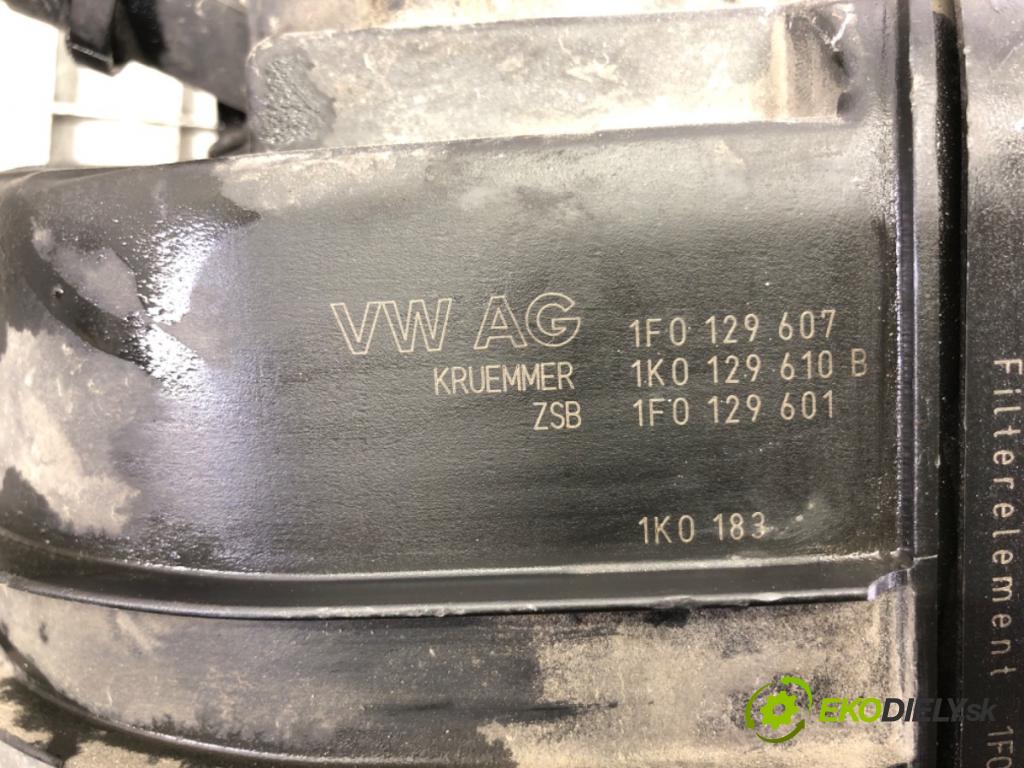 VW AG
1F0 129 607
KRUEMMER 1K0 129 610 B
ZSB 1F0 129 601
1K0 183
Filterelement 1F0
EKODIELY.sk